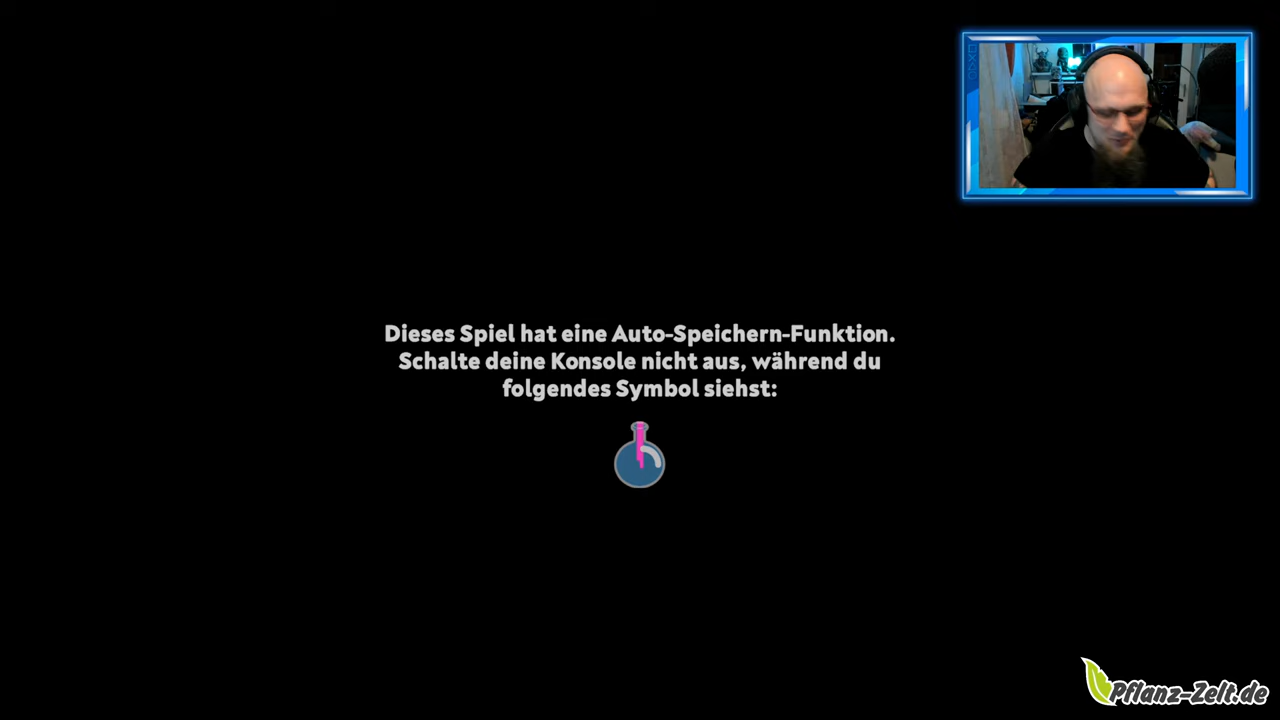 Dieses Spiel hat eine Auto-Speichern-Funktion.
Schalte deine Konsole nicht aus, während du
folgendes Symbol siehst:
Pflanz-Zelt.de